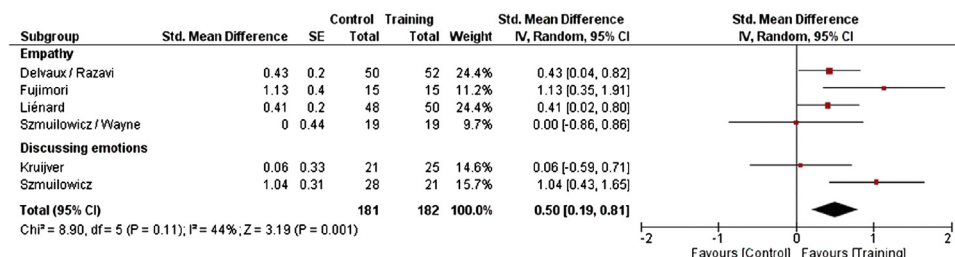 Control Training Std. Mean Difference Std. Mean Difference
Subgroup Std. Mean Difference SE Total Total Weight IV, Random, 95% CI IV, Random, 95% CI
Empathy
Delvaux / Razavi 0.43 0.2 50 52 24.4% 0.43 [0.04, 0.82]
Fujimori 1.13 0.4 15 15 11.2% 1.13 [0.35, 1.91]
Liénard 0.41 0.2 48 50 24.4% 0.41 [0.02, 0.80]
Szmuilowicz / Wayne 0 0.44 19 19 9.7% 0.00 [-0.86, 0.86]
Discussing emotions
Kruijver 0.06 0.33 21 25 14.6% 0.06 [-0.59, 0.71]
Szmuilowicz 1.04 0.31 28 21 15.7% 1.04 [0.43, 1.65]
Total (95% CI) 181 182 100.0% 0.50 [0.19, 0.81]
Chi² = 8.90, df = 5 (P = 0.11); I² = 44%; Z = 3.19 (P = 0.001)
-2 -1 0 1 2
Favours [Control] Favours [Training]